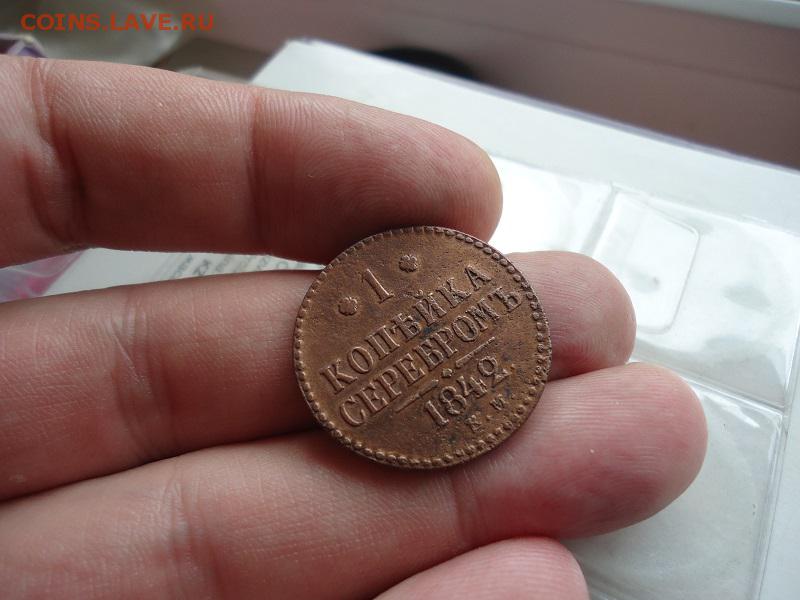 COINS.LAVE.RU
1
КОПѢЙКА
СЕРЕБРОМЪ
1842.
Е М